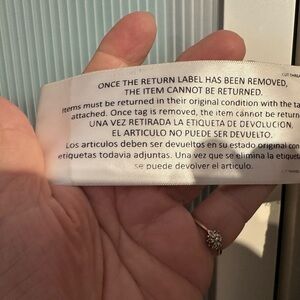 CUT THREAD
ONCE THE RETURN LABEL HAS BEEN REMOVED,
THE ITEM CANNOT BE RETURNED.
Items must be returned in their original condition with the ta
attached. Once tag is removed, the item cannot be return
UNA VEZ RETIRADA LA ETIQUETA DE DEVOLUCION,
EL ARTICULO NO PUEDE SER DEVUELTO.
Los articulos deben ser devueltos en su estado original con
etiquetas todavia adjuntas. Una vez que se elimina la etiqueta
se puede devolver el articulo.